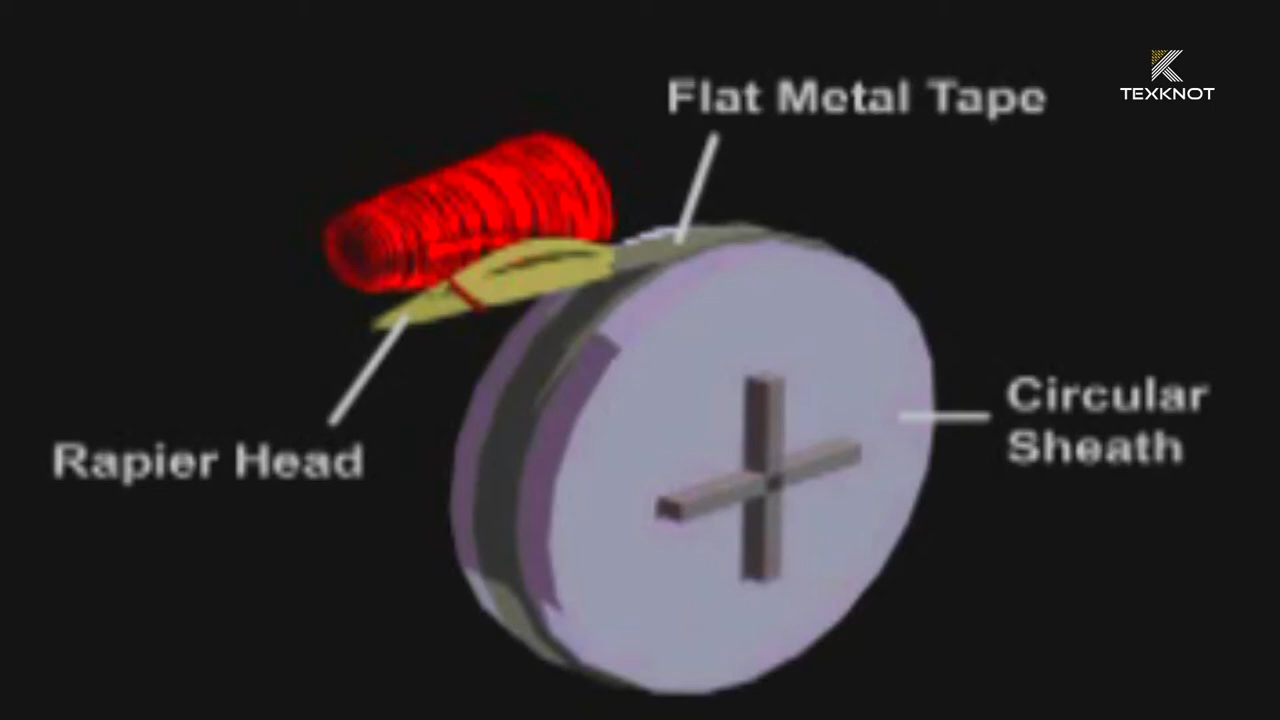 TEXKNOT
Flat Metal Tape
Circular
Sheath
Rapier Head